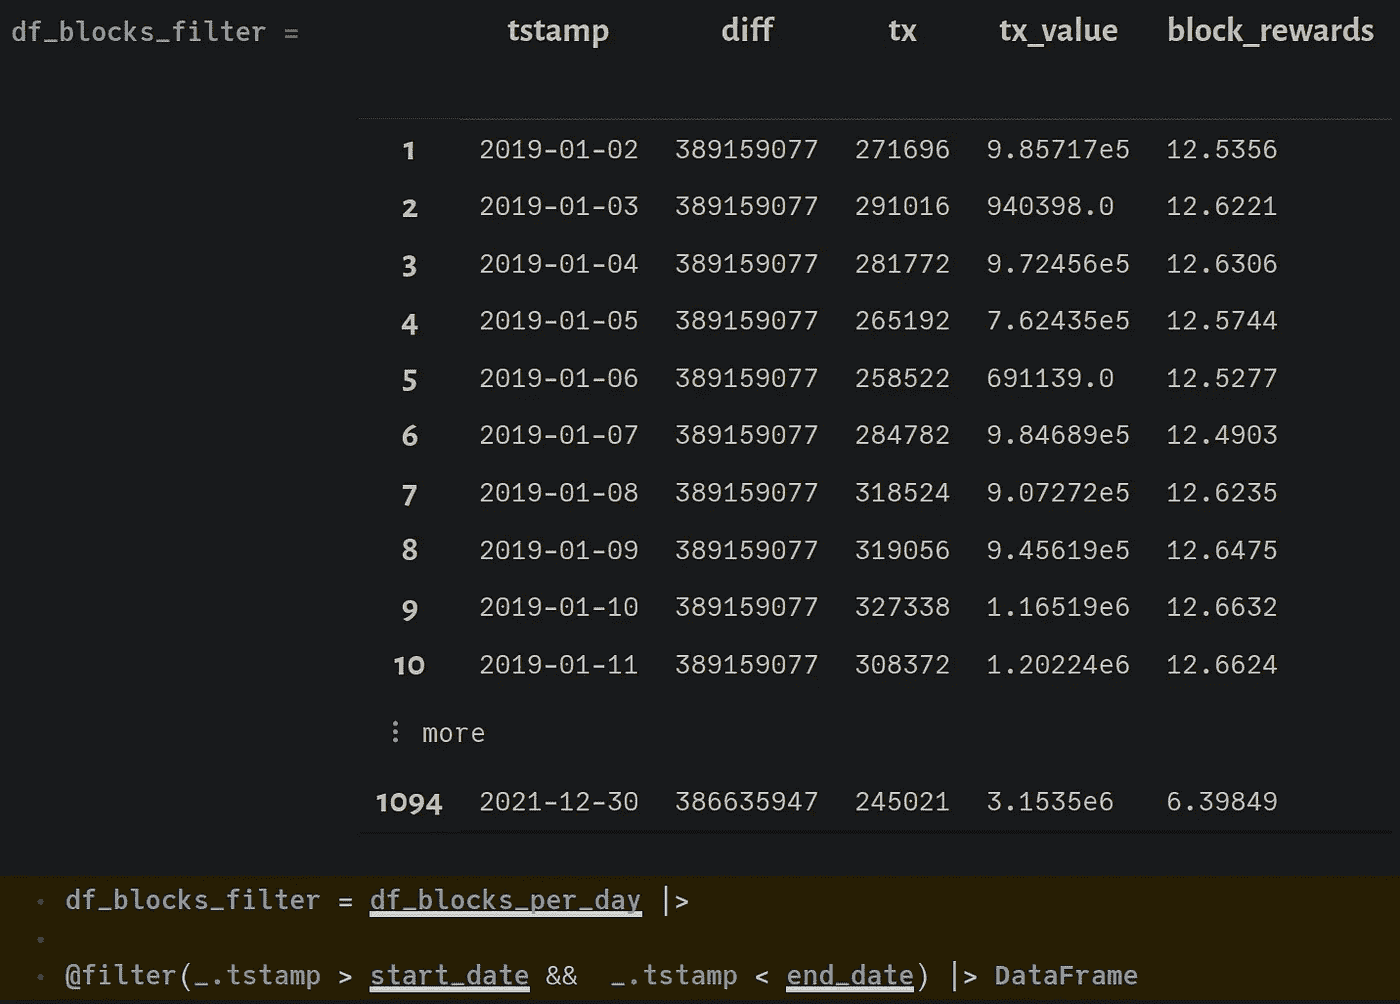 df_blocks_filter = tstamp diff tx tx_value block_rewards
1 2019-01-02 389159077 271696 9.85717e5 12.5356
2 2019-01-03 389159077 291016 940398.0 12.6221
3 2019-01-04 389159077 281772 9.72456e5 12.6306
4 2019-01-05 389159077 265192 7.62435e5 12.5744
5 2019-01-06 389159077 258522 691139.0 12.5277
6 2019-01-07 389159077 284782 9.84689e5 12.4903
7 2019-01-08 389159077 318524 9.07272e5 12.6235
8 2019-01-09 389159077 319056 9.45619e5 12.6475
9 2019-01-10 389159077 327338 1.16519e6 12.6632
10 2019-01-11 389159077 308372 1.20224e6 12.6624
⋮ more
1094 2021-12-30 386635947 245021 3.1535e6 6.39849
df_blocks_filter = df_blocks_per_day |>
@filter(_.tstamp > start_date && _.tstamp < end_date) |> DataFrame